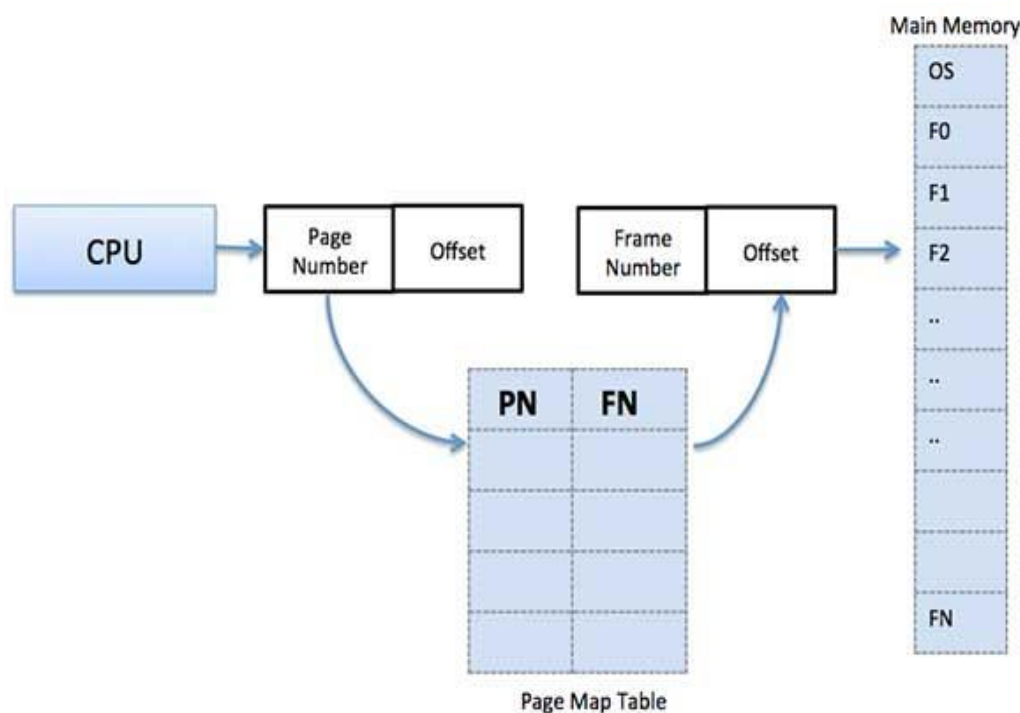 Main Memory
OS
F0
F1
F2
..
..
..
FN
CPU
Page
Number
Offset
Frame
Number
Offset
PN FN
Page Map Table